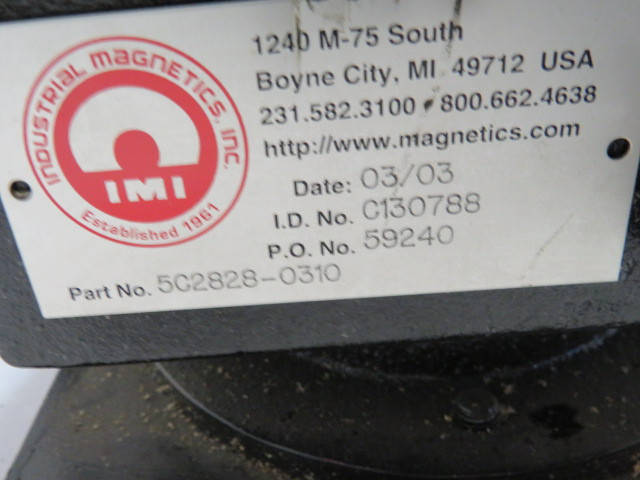 INDUSTRIAL MAGNETICS, INC.
IMI
Established 1961
1240 M-75 South
Boyne City, MI 49712 USA
231.582.3100 • 800.662.4638
http://www.magnetics.com
Date: 03/03
I.D. No. C130788
P.O. No. 59240
Part No. 5C2828-0310